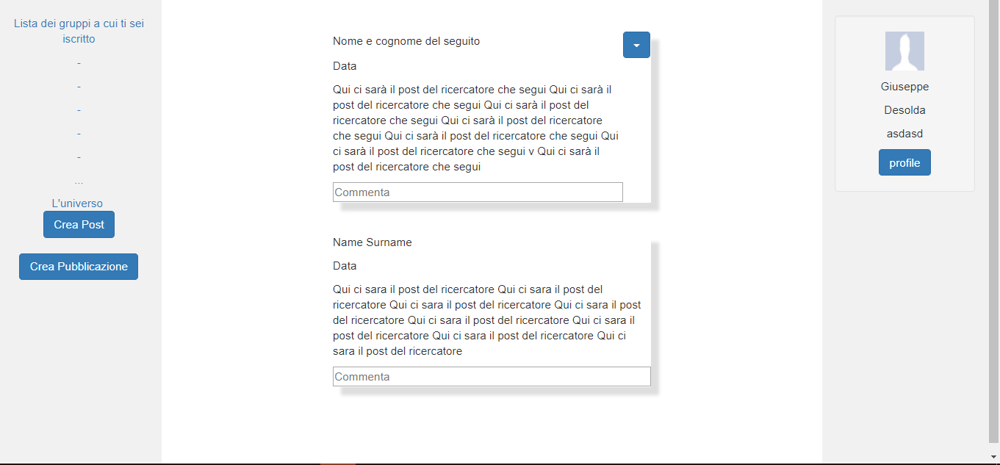 Lista dei gruppi a cui ti sei
iscritto
-
-
-
-
-
...
L'universo
Crea Post
Crea Pubblicazione
Nome e cognome del seguito
Data
Qui ci sarà il post del ricercatore che segui Qui ci sarà il
post del ricercatore che segui Qui ci sarà il post del
ricercatore che segui Qui ci sarà il post del ricercatore
che segui Qui ci sarà il post del ricercatore che segui Qui
ci sarà il post del ricercatore che segui v Qui ci sarà il
post del ricercatore che segui
Commenta
Name Surname
Data
Qui ci sara il post del ricercatore Qui ci sara il post del
ricercatore Qui ci sara il post del ricercatore Qui ci sara il post
del ricercatore Qui ci sara il post del ricercatore Qui ci sara il
post del ricercatore Qui ci sara il post del ricercatore Qui ci
sara il post del ricercatore
Commenta
Giuseppe
Desolda
asdasd
profile